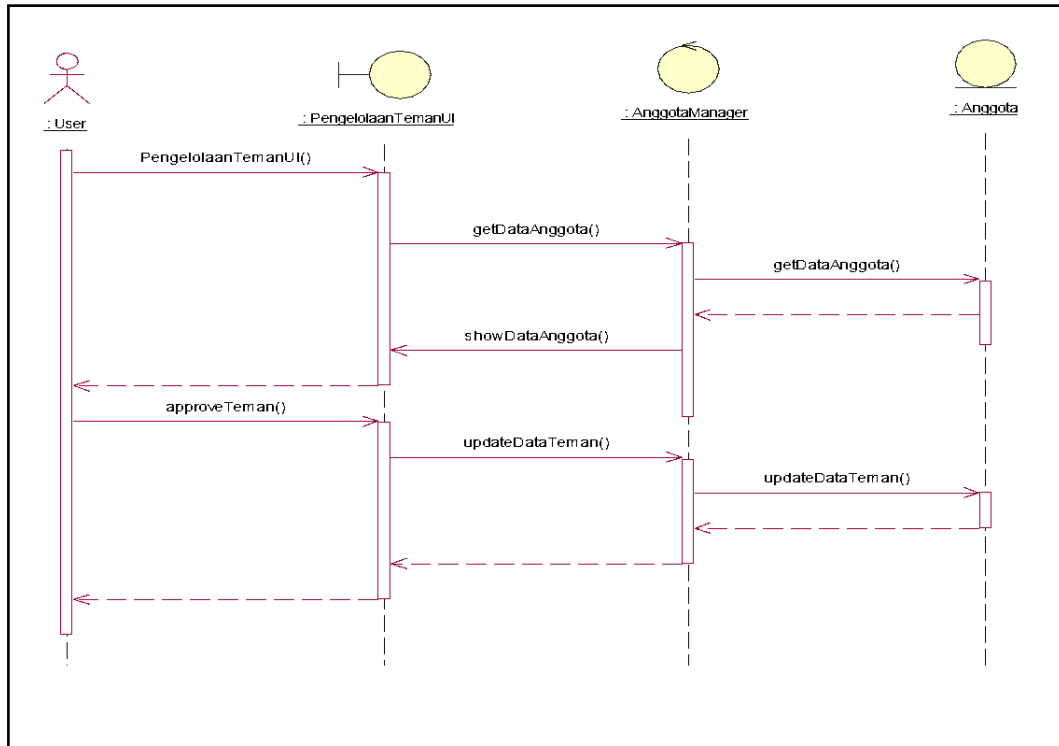 : User
: PengelolaanTemanUI
: AnggotaManager
: Anggota
PengelolaanTemanUI()
getDataAnggota()
getDataAnggota()
showDataAnggota()
approveTeman()
updateDataTeman()
updateDataTeman()